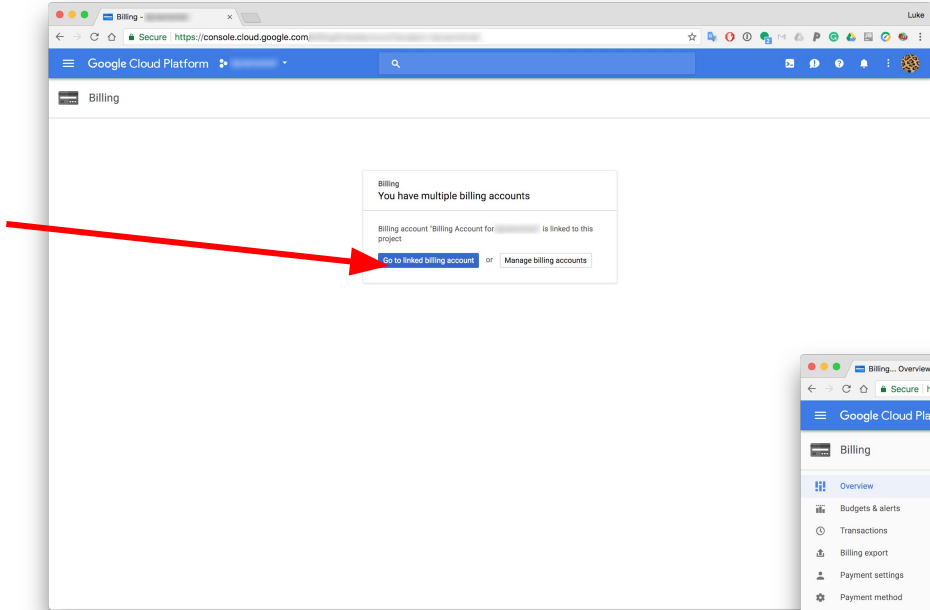 Billing -
Luke
Secure https://console.cloud.google.com
Google Cloud Platform
Billing
Billing
You have multiple billing accounts
Billing account "Billing Account for is linked to this
project
Go to linked billing account or Manage billing accounts
Billing... Overview
Secure
Google Cloud Pla
Billing
Overview
Budgets & alerts
Transactions
Billing export
Payment settings
Payment method